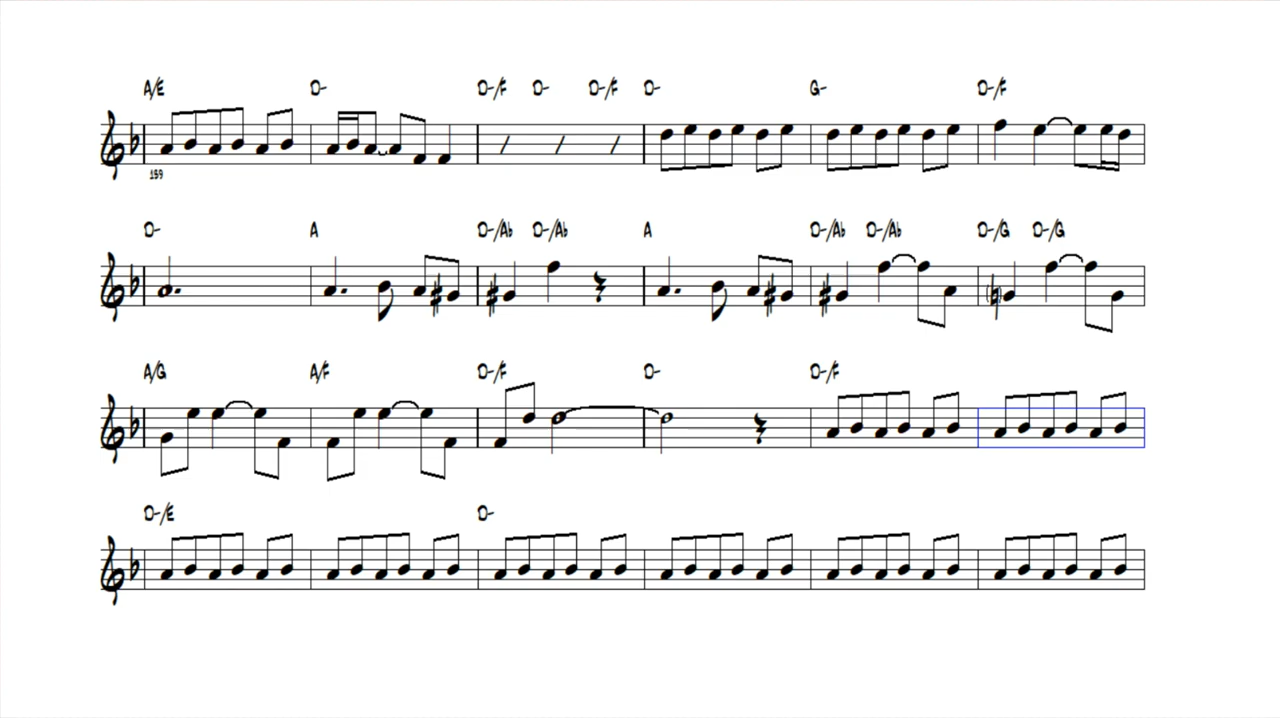 A/E D- D-/F D- D-/F D- G- D-/F
159
D- A D-/Ab D-/Ab A D-/Ab D-/Ab D-/G D-/G
A/G A/F D-/F D- D-/F
D-/E D-